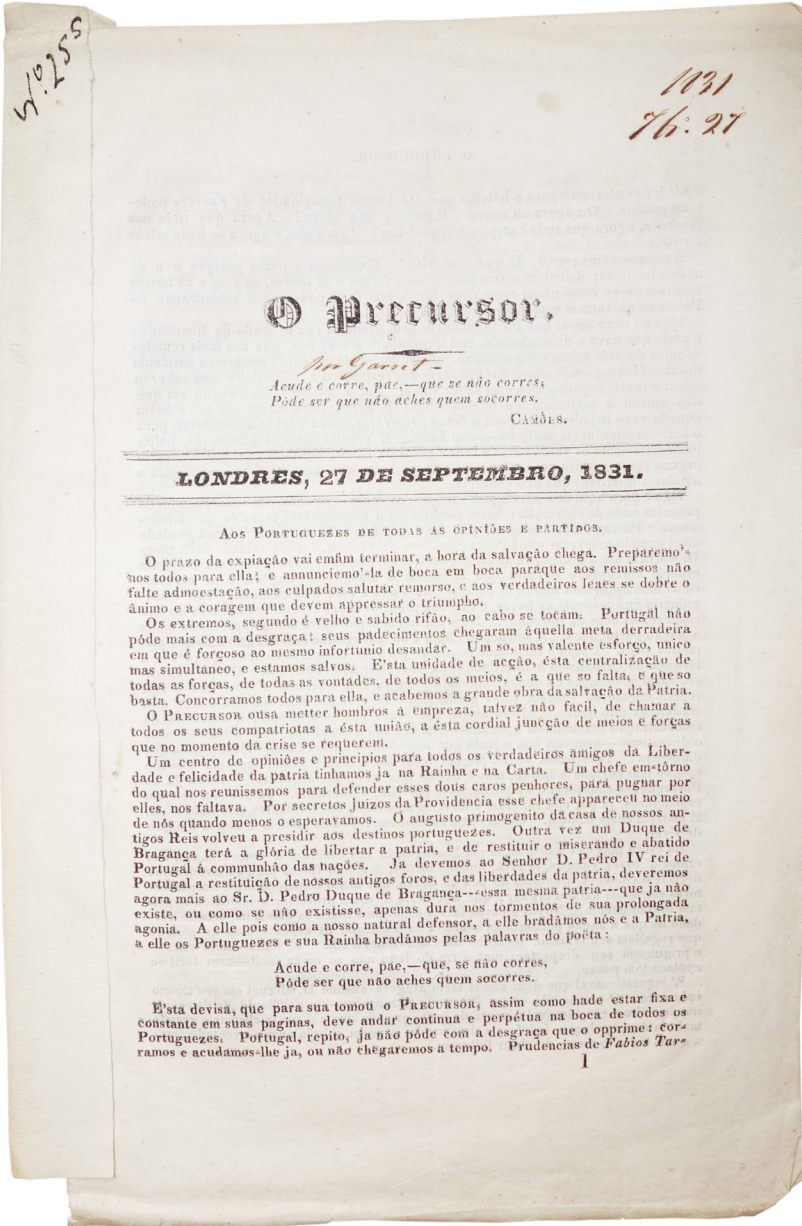 Nº. 25 5
1831
7br. 27
O Precursor.
por Garret
Acude e corre, pae,—que se não corres,
Póde ser que não aches quem socorres.
Camões.
LONDRES, 27 DE SEPTEMBRO, 1831.
Aos Portuguezes de todas as opiniões e partidos.
O prazo da expiação vai emfim terminar, a hora da salvação chega. Preparemo'-
nos todos para ella; e annunciemo'-la de boca em boca paraque aos remissos não
falte admoestação, aos culpados salutar remorso, e aos verdadeiros leaes se dobre o
ânimo e a coragem que devem appressar o triumpho.
Os extremos, segundo é velho e sabido rifão, ao cabo se tocam: Portugal não
póde mais com a desgraça; seus padecimentos chegaram áquella meta derradeira
em que é forçoso ao mesmo infortunio desandar. Um so, mas valente esforço, unico
mas simultaneo, e estamos salvos. E'sta unidade de acção, ésta centralização de
todas as forças, de todas as vontades, de todos os meios, é a que so falta, e que so
basta. Concorramos todos para ella, e acabemos a grande obra da salvação da Patria.
O Precursor ousa metter hombros á empreza, talvez não facil, de chamar a
todos os seus compatriotas a ésta união, a ésta cordial juncção de meios e forças
que no momento da crise se requerem.
Um centro de opiniões e principios para todos os verdadeiros amigos da Liber-
dade e felicidade da patria tinhamos ja na Rainha e na Carta. Um chefe em-tôrno
do qual nos reunissemos para defender esses dous caros penhores, para pugnar por
elles, nos faltava. Por secretos juizos da Providencia esse chefe appareceu no meio
de nós quando menos o esperavamos. O augusto primogenito da casa de nossos an-
tigos Reis volveu a presidir aos destinos portuguezes. Outra vez um Duque de
Bragança terá a glória de libertar a patria, e de restituir o miserando e abatido
Portugal á communhão das nações. Ja devemos ao Senhor D. Pedro IV rei de
Portugal a restituição de nossos antigos foros, e das liberdades da patria, deveremos
agora mais ao Sr. D. Pedro Duque de Bragança---essa mesma patria---que ja não
existe, ou como se não existisse, apenas dura nos tormentos de sua prolongada
agonia. A elle pois como a nosso natural defensor, a elle bradâmos nós e a Patria,
a elle os Portuguezes e sua Rainha bradâmos pelas palavras do poeta:
Acude e corre, pae,—que, se não corres,
Póde ser que não aches quem socorres.
E'sta devisa, que para sua tomou o Precursor, assim como hade estar fixa e
constante em suas paginas, deve andar continua e perpétua na boca de todos os
Portuguezes. Portugal, repito, ja não póde com a desgraça que o opprime: cor-
ramos e acudâmos-lhe ja, ou não chegaremos a tempo. Prudencias de Fabios Tar-
1